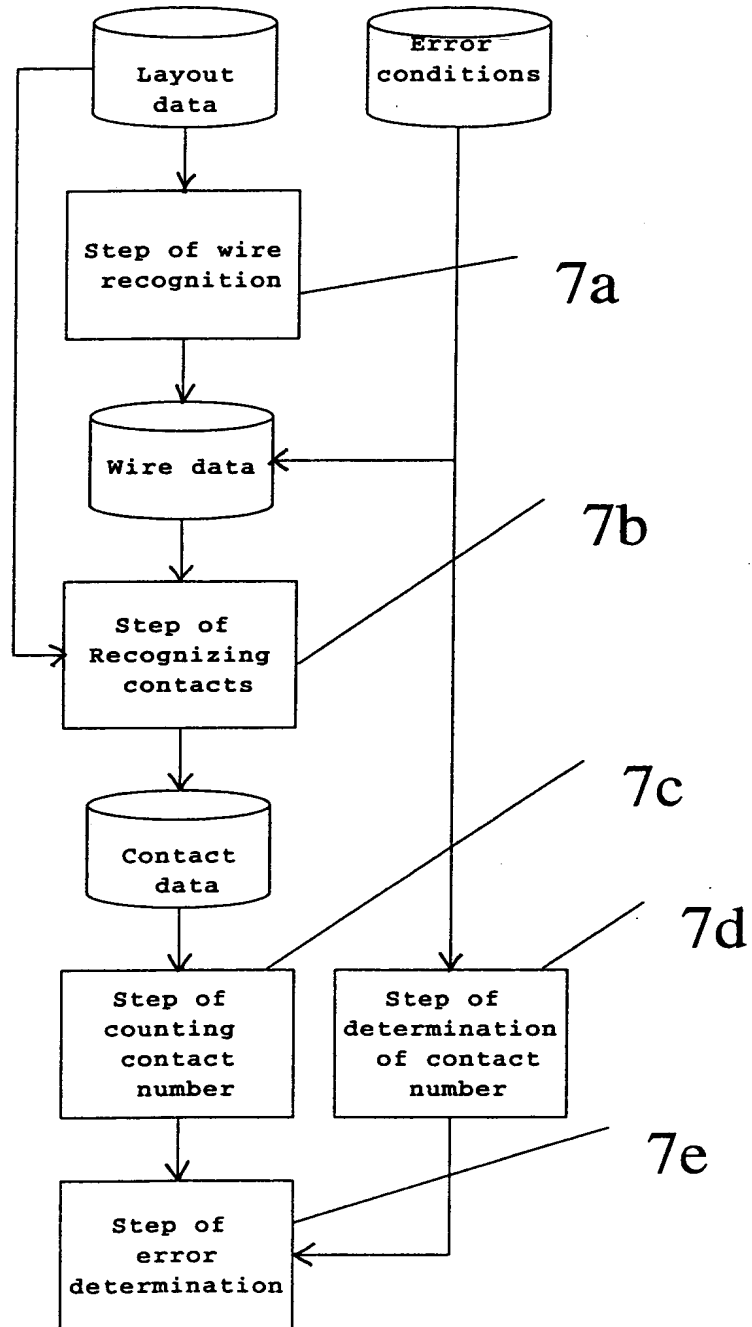 Layout
data
Error
conditions
Step of wire
recognition
7a
Wire data
7b
Step of
Recognizing
contacts
7c
Contact
data
7d
Step of
counting
contact
number
Step of
determination
of contact
number
7e
Step of
error
determination